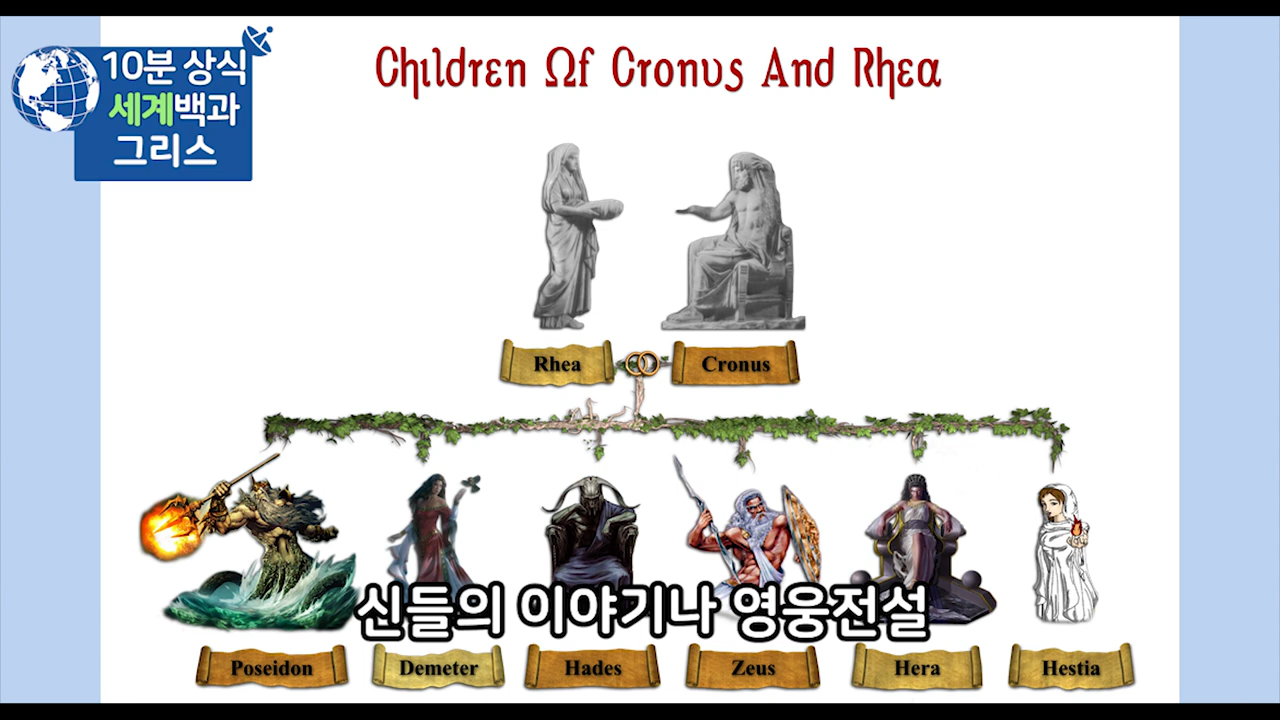 10분 상식
세계백과
그리스
Children Of Cronus And Rhea
Rhea
Cronus
신들의 이야기나 영웅전설
Poseidon
Demeter
Hades
Zeus
Hera
Hestia